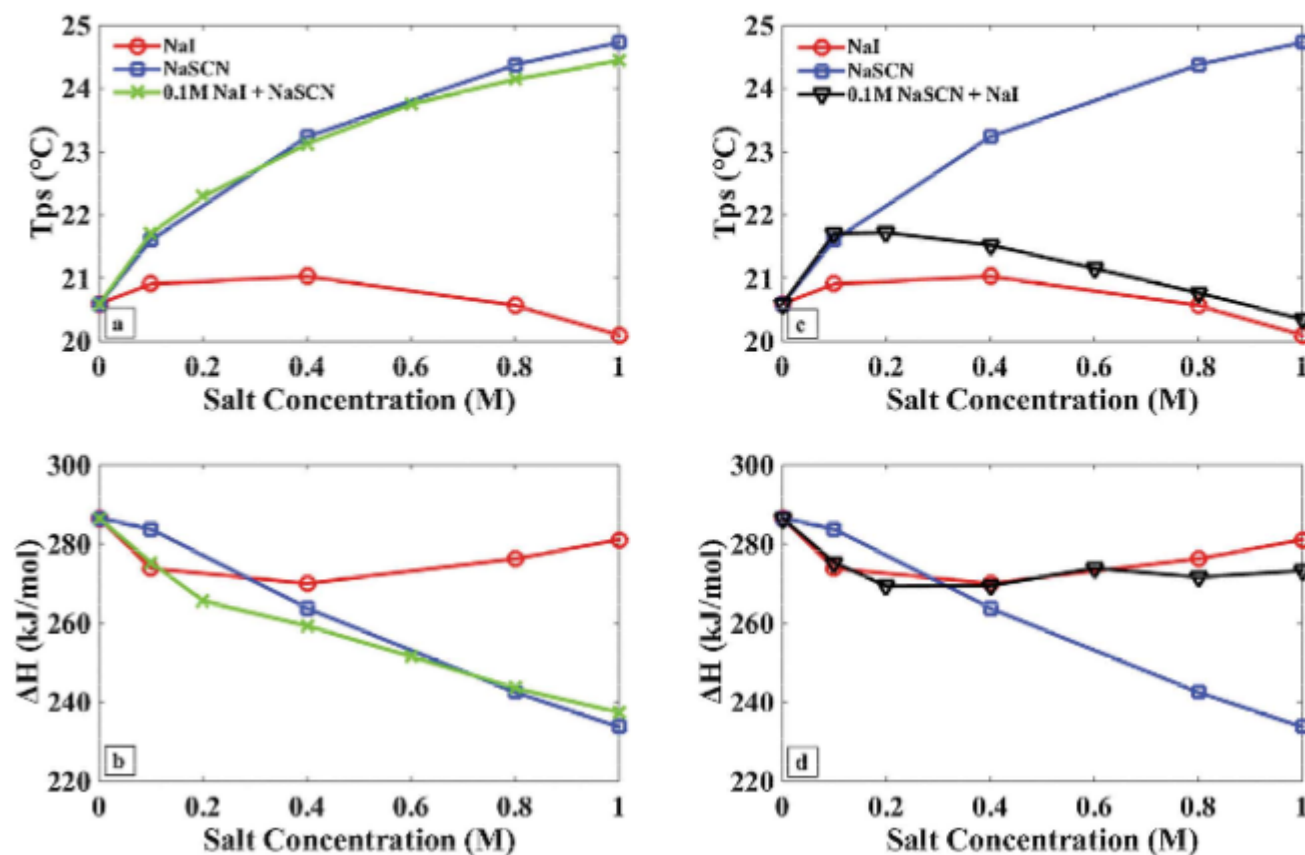 25
24
23
22
21
20
Tps (°C)
NaI
NaSCN
0.1M NaI + NaSCN
a
0 0.2 0.4 0.6 0.8 1
Salt Concentration (M)
25
24
23
22
21
20
Tps (°C)
NaI
NaSCN
0.1M NaSCN + NaI
c
0 0.2 0.4 0.6 0.8 1
Salt Concentration (M)
300
280
260
240
220
ΔH (kJ/mol)
b
0 0.2 0.4 0.6 0.8 1
Salt Concentration (M)
300
280
260
240
220
ΔH (kJ/mol)
d
0 0.2 0.4 0.6 0.8 1
Salt Concentration (M)